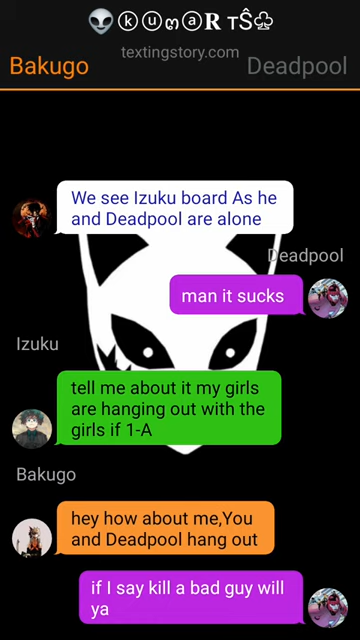 👽ⓚⓤⓜⓐ𝐑 ᴛŜ♧
textingstory.com
Bakugo Deadpool
We see Izuku board As he
and Deadpool are alone
Deadpool
man it sucks
Izuku
tell me about it my girls
are hanging out with the
girls if 1-A
Bakugo
hey how about me,You
and Deadpool hang out
if I say kill a bad guy will
ya